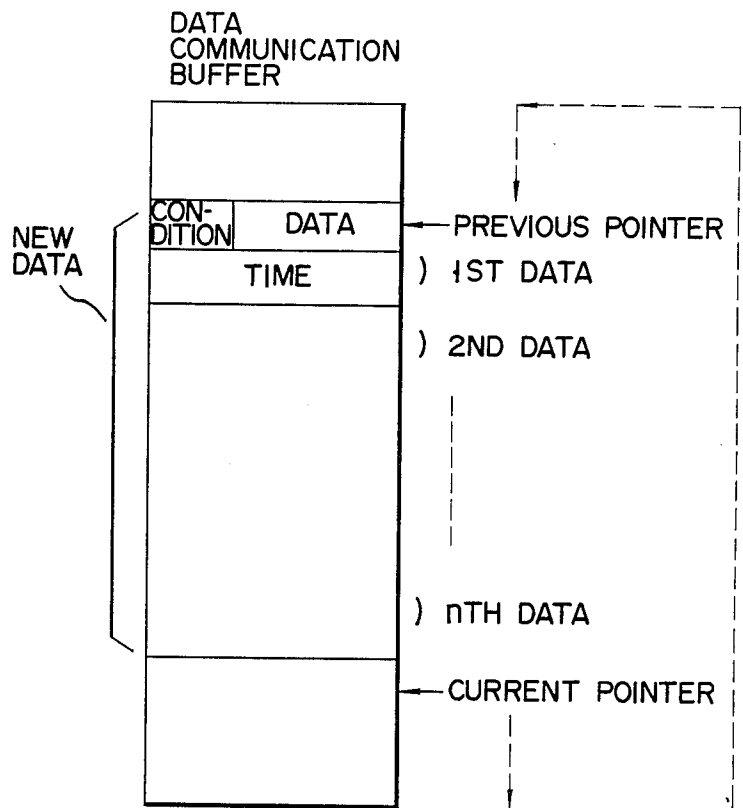 DATA
COMMUNICATION
BUFFER
CON-
DITION
DATA
PREVIOUS POINTER
NEW
DATA
TIME
) 1ST DATA
) 2ND DATA
) nTH DATA
CURRENT POINTER